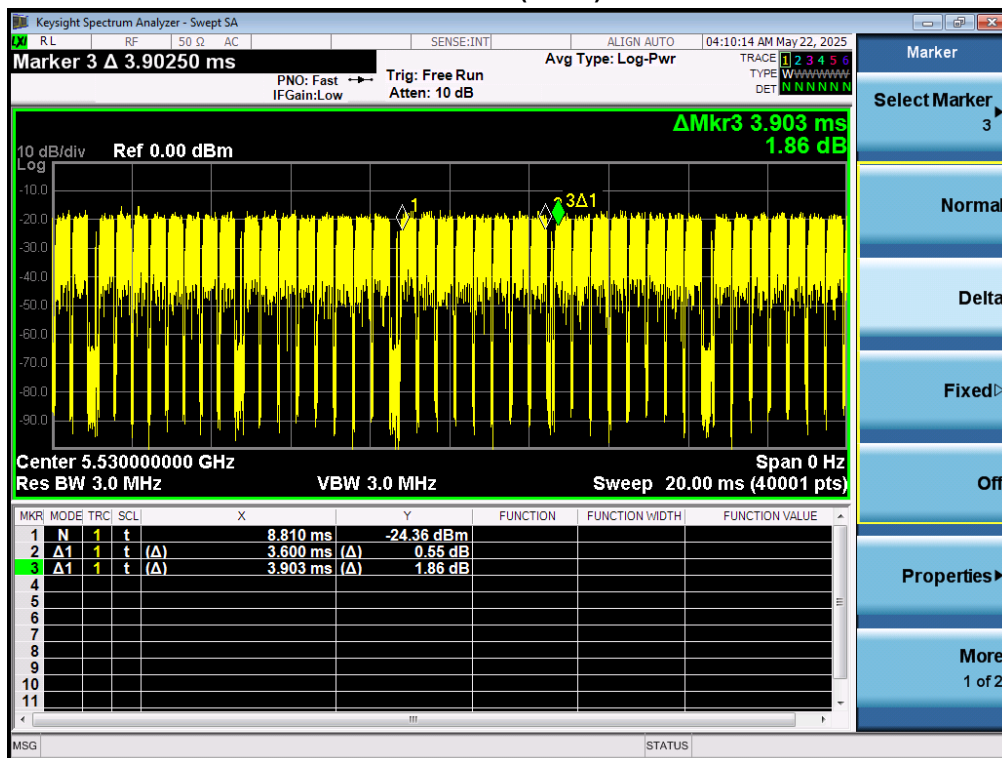 Keysight Spectrum Analyzer - Swept SA
LXI RL RF 50 Ω AC SENSE:INT ALIGN AUTO 04:10:14 AM May 22, 2025
Marker 3 Δ 3.90250 ms
PNO: Fast
IFGain:Low
Trig: Free Run
Atten: 10 dB
Avg Type: Log-Pwr
TRACE 1 2 3 4 5 6
TYPE WWWWWW
DET N N N N N N
ΔMkr3 3.903 ms
1.86 dB
10 dB/div Ref 0.00 dBm
Log
-10.0
-20.0
-30.0
-40.0
-50.0
-60.0
-70.0
-80.0
-90.0
1
3Δ1
Center 5.530000000 GHz Span 0 Hz
Res BW 3.0 MHz VBW 3.0 MHz Sweep 20.00 ms (40001 pts)
MKR MODE TRC SCL X Y FUNCTION FUNCTION WIDTH FUNCTION VALUE
1 N 1 t 8.810 ms -24.36 dBm
2 Δ1 1 t (Δ) 3.600 ms (Δ) 0.55 dB
3 Δ1 1 t (Δ) 3.903 ms (Δ) 1.86 dB
4
5
6
7
8
9
10
11
MSG STATUS
Marker
Select Marker
3
Normal
Delta
Fixed
Off
Properties
More
1 of 2